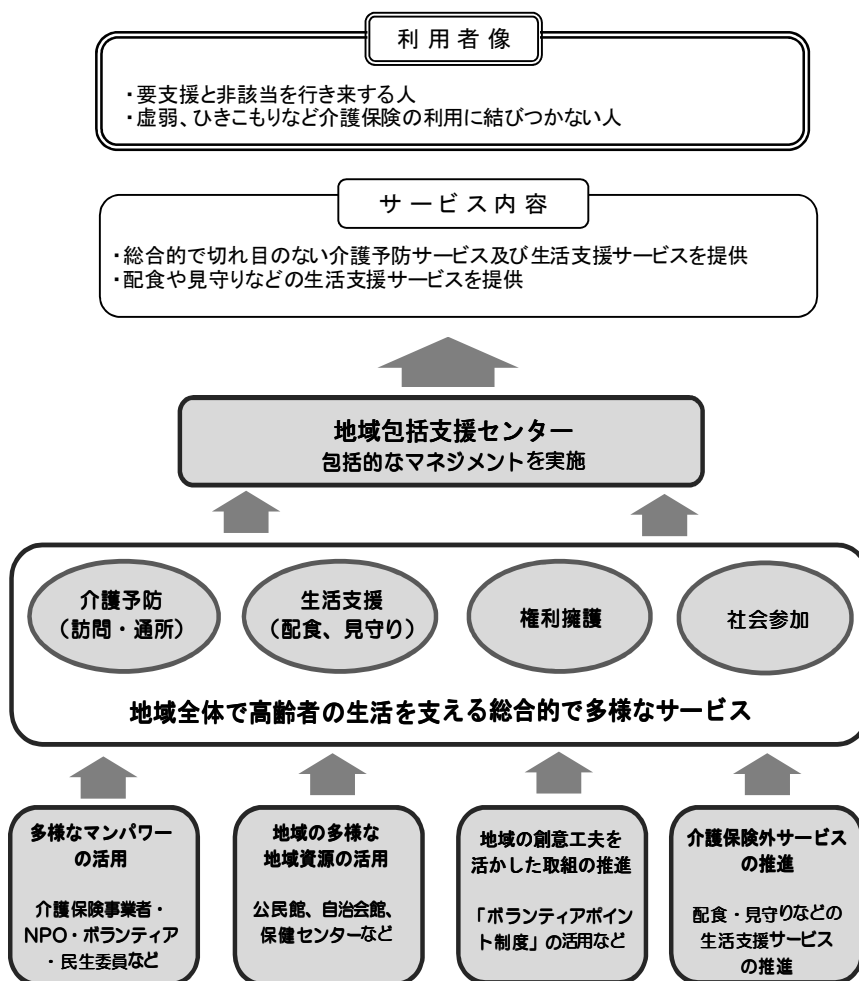 利用者像
・要支援と非該当を行き来する人
・虚弱、ひきこもりなど介護保険の利用に結びつかない人
サービス内容
・総合的で切れ目のない介護予防サービス及び生活支援サービスを提供
・配食や見守りなどの生活支援サービスを提供
地域包括支援センター
包括的なマネジメントを実施
介護予防
（訪問・通所）
生活支援
（配食、見守り）
権利擁護
社会参加
地域全体で高齢者の生活を支える総合的で多様なサービス
多様なマンパワー
の活用
介護保険事業者・
NPO・ボランティア
・民生委員など
地域の多様な
地域資源の活用
公民館、自治会館、
保健センターなど
地域の創意工夫を
活かした取組の推進
「ボランティアポイン
ト制度」の活用など
介護保険外サービス
の推進
配食・見守りなどの
生活支援サービス
の推進